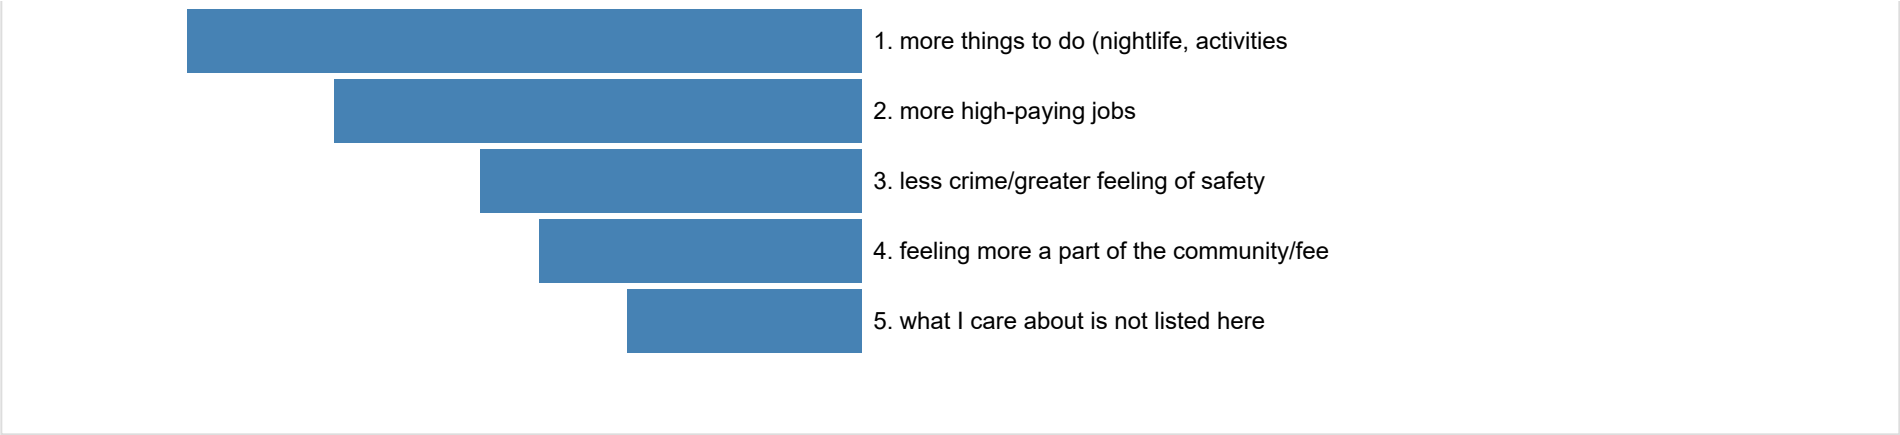 1. more things to do (nightlife, activities
2. more high-paying jobs
3. less crime/greater feeling of safety
4. feeling more a part of the community/fee
5. what I care about is not listed here